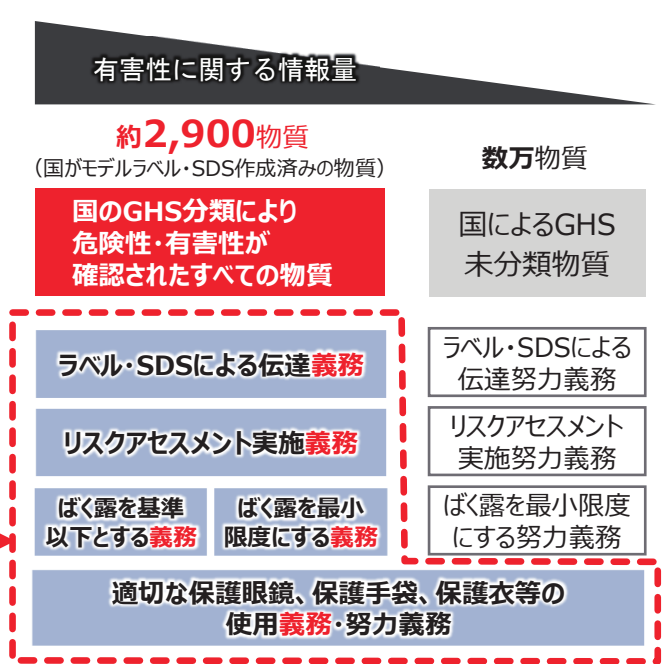 有害性に関する情報量
約2,900物質
（国がモデルラベル・SDS作成済みの物質）
国のGHS分類により
危険性・有害性が
確認されたすべての物質
数万物質
国によるGHS
未分類物質
ラベル・SDSによる伝達義務
ラベル・SDSによる
伝達努力義務
リスクアセスメント実施義務
リスクアセスメント
実施努力義務
ばく露を基準
以下とする義務
ばく露を最小
限度にする義務
ばく露を最小限度
にする努力義務
適切な保護眼鏡、保護手袋、保護衣等の
使用義務・努力義務